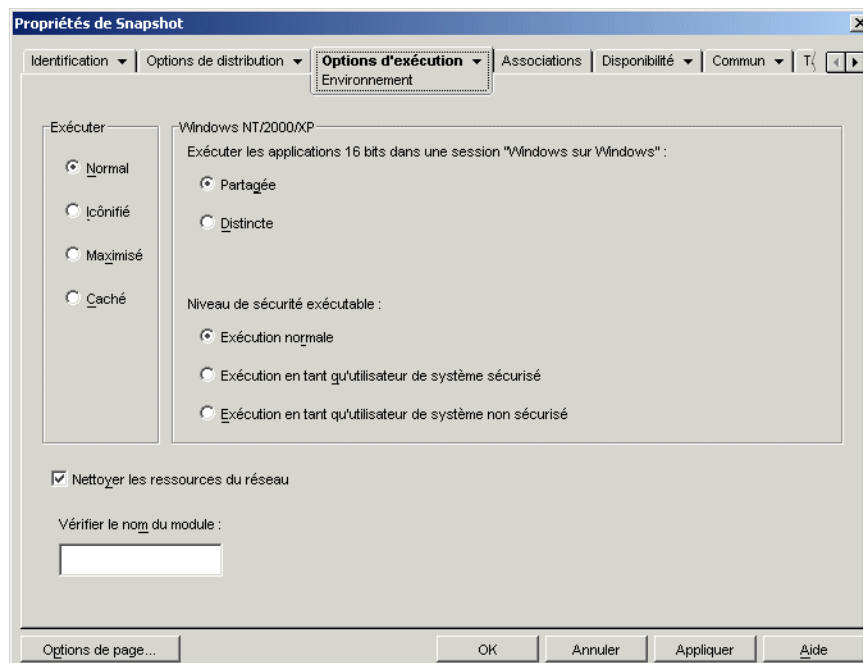 Propriétés de Snapshot
Identification
Options de distribution
Options d'exécution
Environnement
Associations
Disponibilité
Commun
Exécuter
Normal
Icônifié
Maximisé
Caché
Windows NT/2000/XP
Exécuter les applications 16 bits dans une session "Windows sur Windows" :
Partagée
Distincte
Niveau de sécurité exécutable :
Exécution normale
Exécution en tant qu'utilisateur de système sécurisé
Exécution en tant qu'utilisateur de système non sécurisé
Nettoyer les ressources du réseau
Vérifier le nom du module :
Options de page...
OK
Annuler
Appliquer
Aide